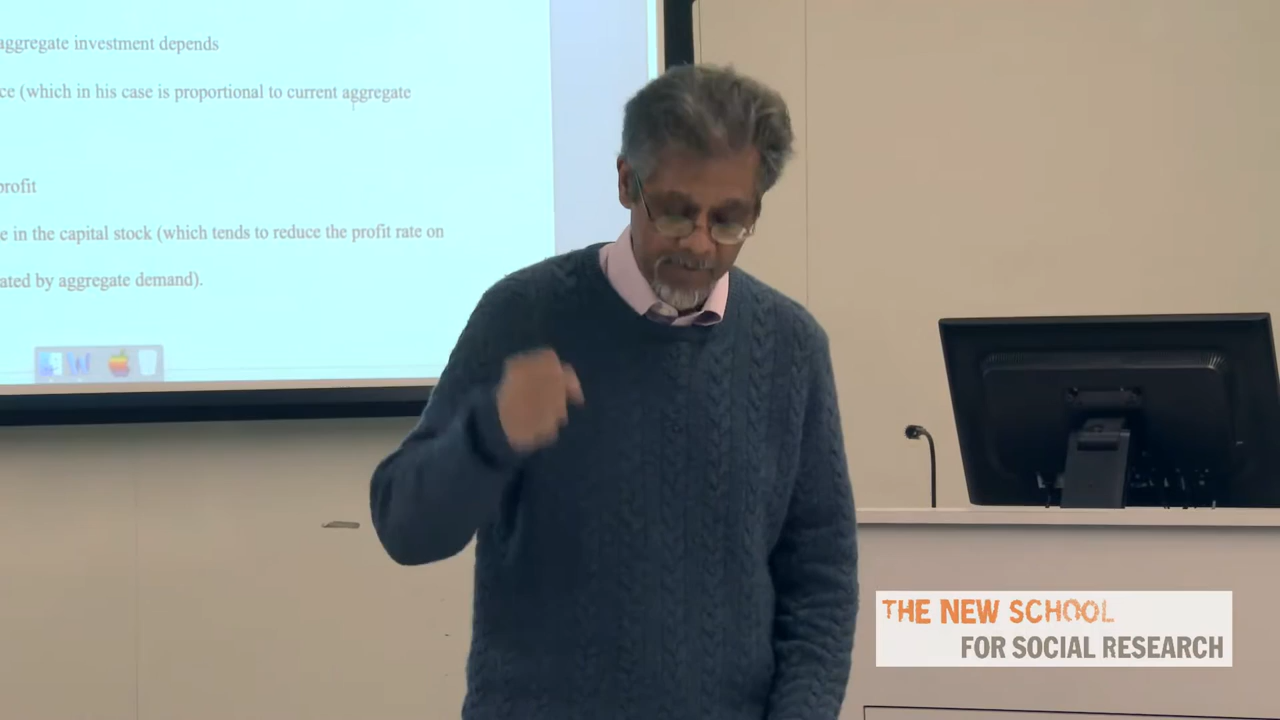 aggregate investment depends
ce (which in his case is proportional to current aggregate
profit
e in the capital stock (which tends to reduce the profit rate on
ated by aggregate demand).
THE NEW SCHOOL
FOR SOCIAL RESEARCH